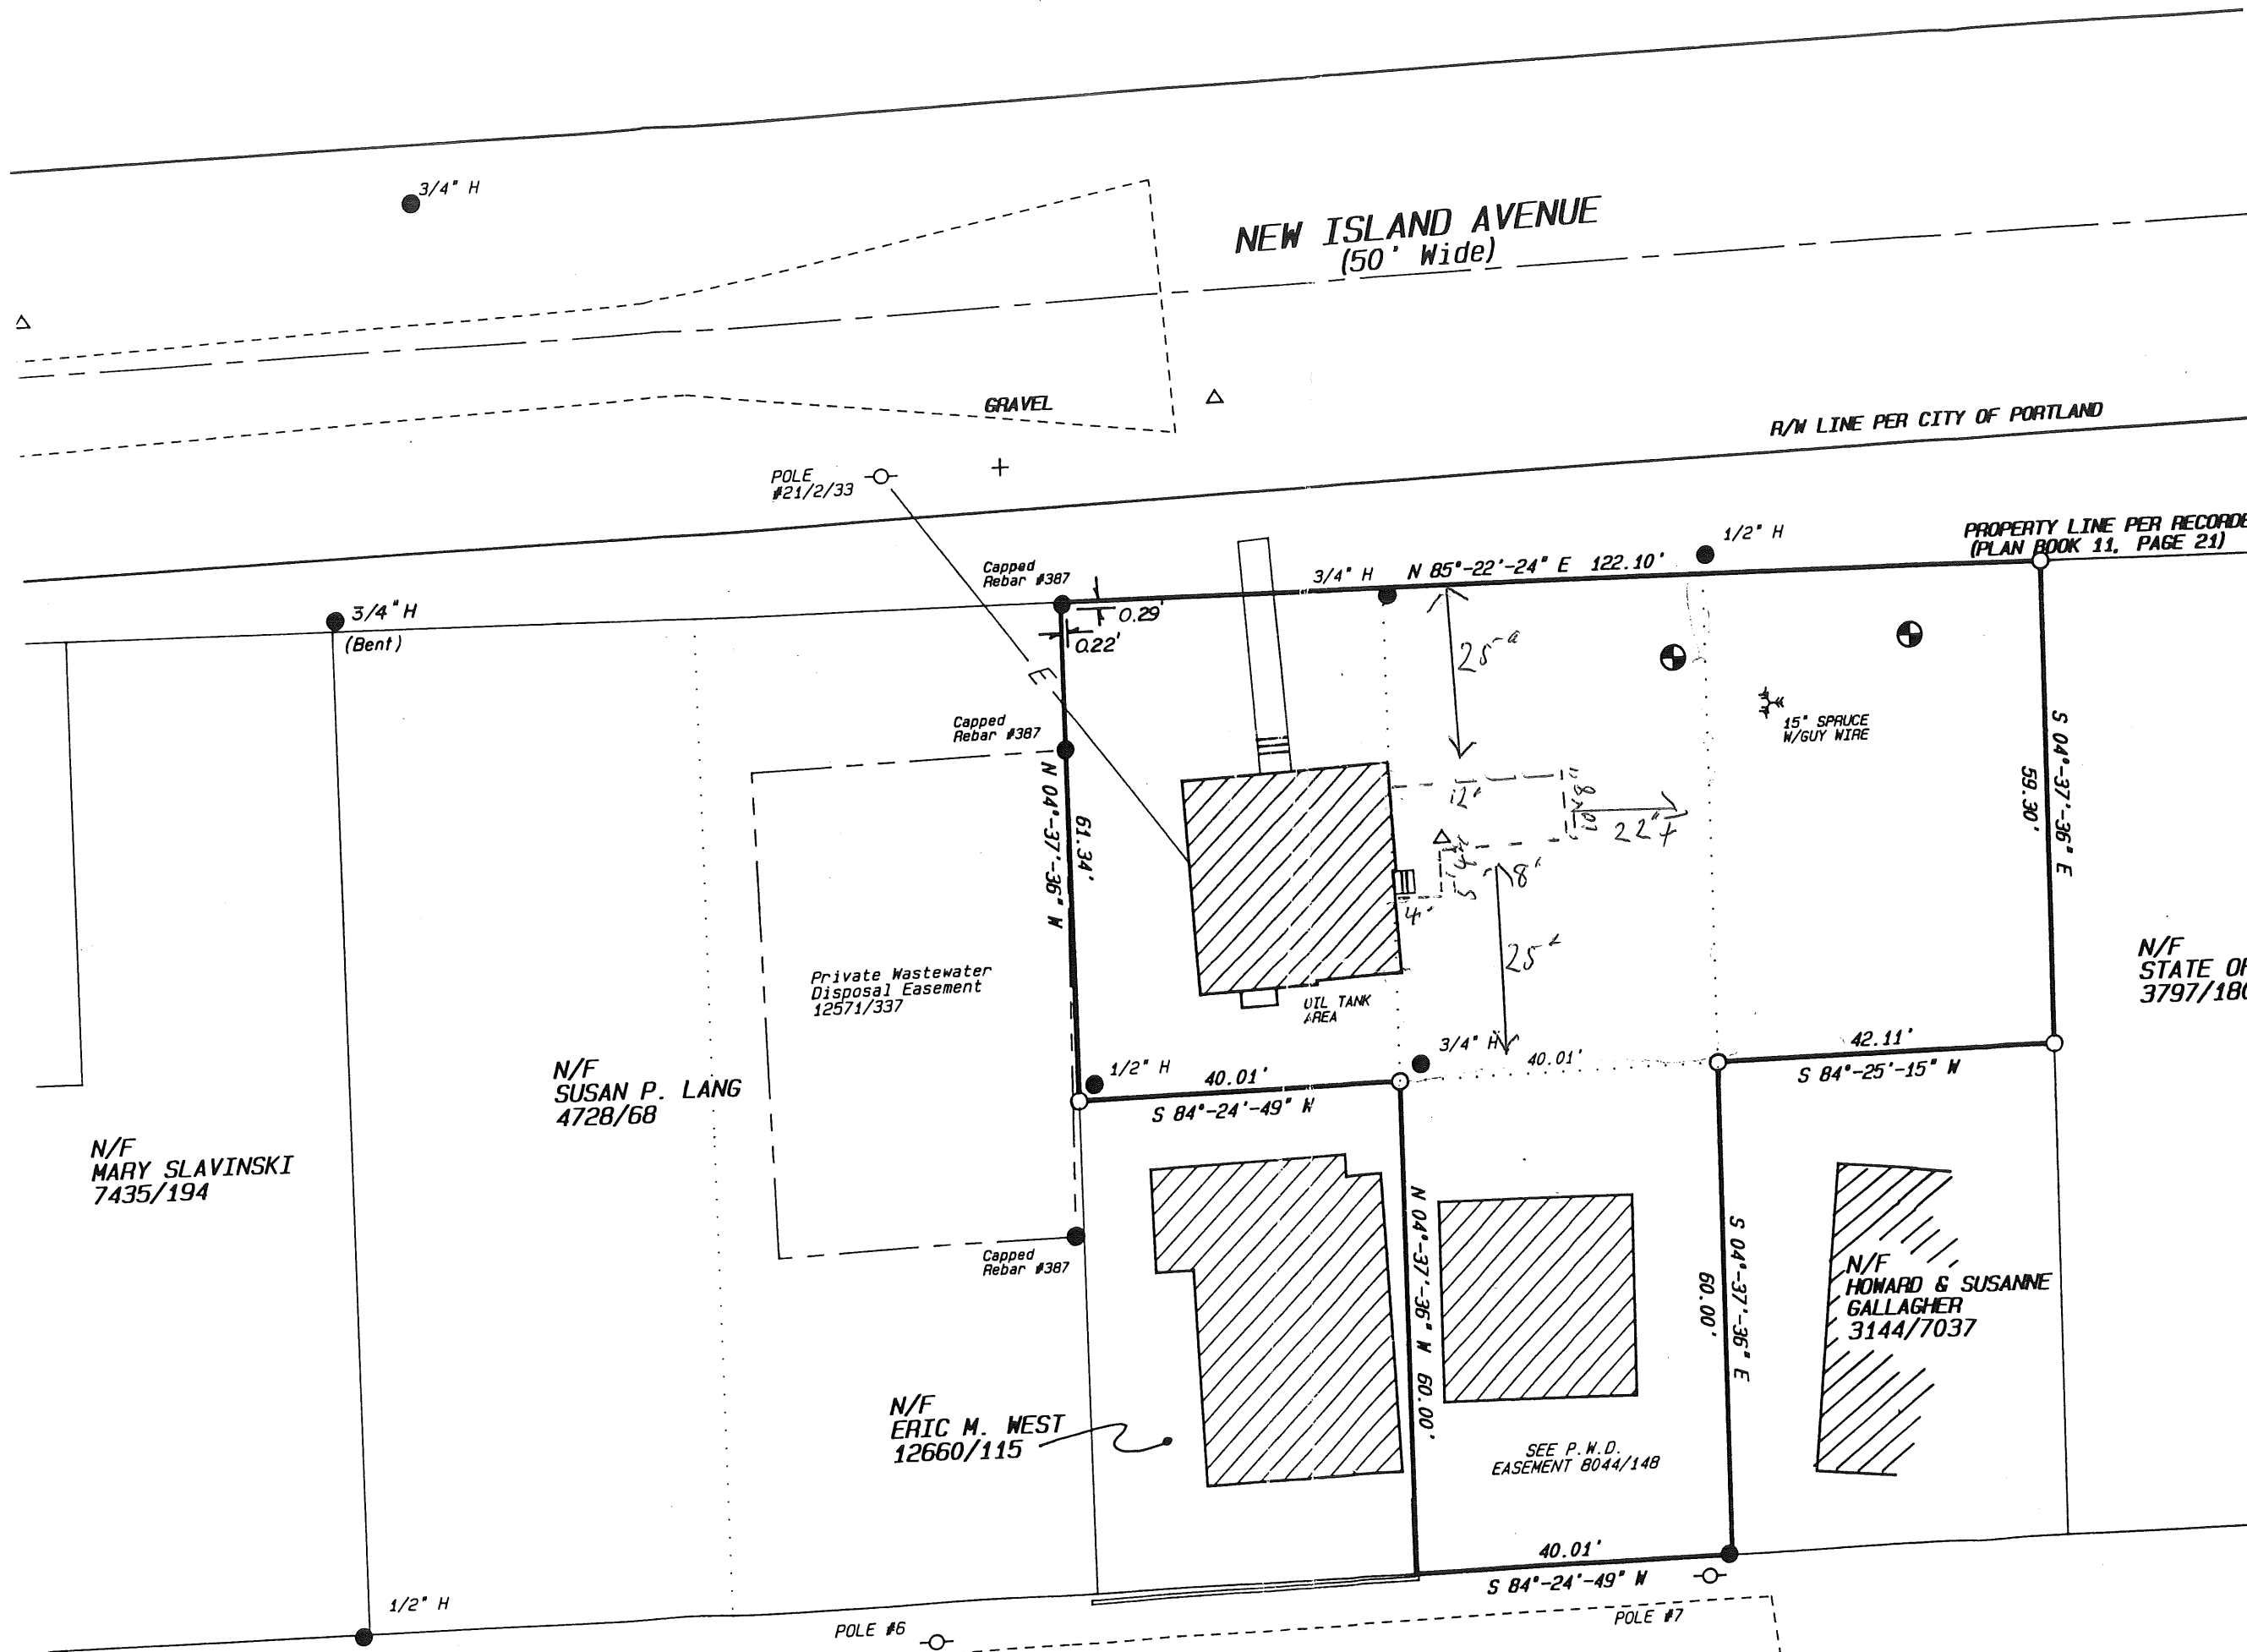 3/4" H
NEW ISLAND AVENUE
(50' Wide)
GRAVEL
R/W LINE PER CITY OF PORTLAND
POLE
#21/2/33
PROPERTY LINE PER RECORDE
(PLAN BOOK 11, PAGE 21)
1/2" H
Capped
Rebar #387
3/4" H
N 85°-22'-24" E 122.10'
3/4" H
(Bent)
0.29'
0.22'
25'
E
Capped
Rebar #387
15" SPRUCE
W/GUY WIRE
S 04°-37'-36" E
59.30'
N 04°-37'-36" W
61.34'
12'
22'+
8'
5'
4'
25'
Private Wastewater
Disposal Easement
12571/337
OIL TANK
AREA
N/F
STATE OF
3797/180
3/4" H
40.01'
42.11'
S 84°-25'-15" W
1/2" H
40.01'
S 84°-24'-49" W
N/F
SUSAN P. LANG
4728/68
N/F
MARY SLAVINSKI
7435/194
Capped
Rebar #387
N 04°-37'-36" W 60.00'
S 04°-37'-36" E
60.00'
N/F
HOWARD & SUSANNE
GALLAGHER
3144/7037
N/F
ERIC M. WEST
12660/115
SEE P.W.D.
EASEMENT 8044/148
40.01'
S 84°-24'-49" W
1/2" H
POLE #6
POLE #7